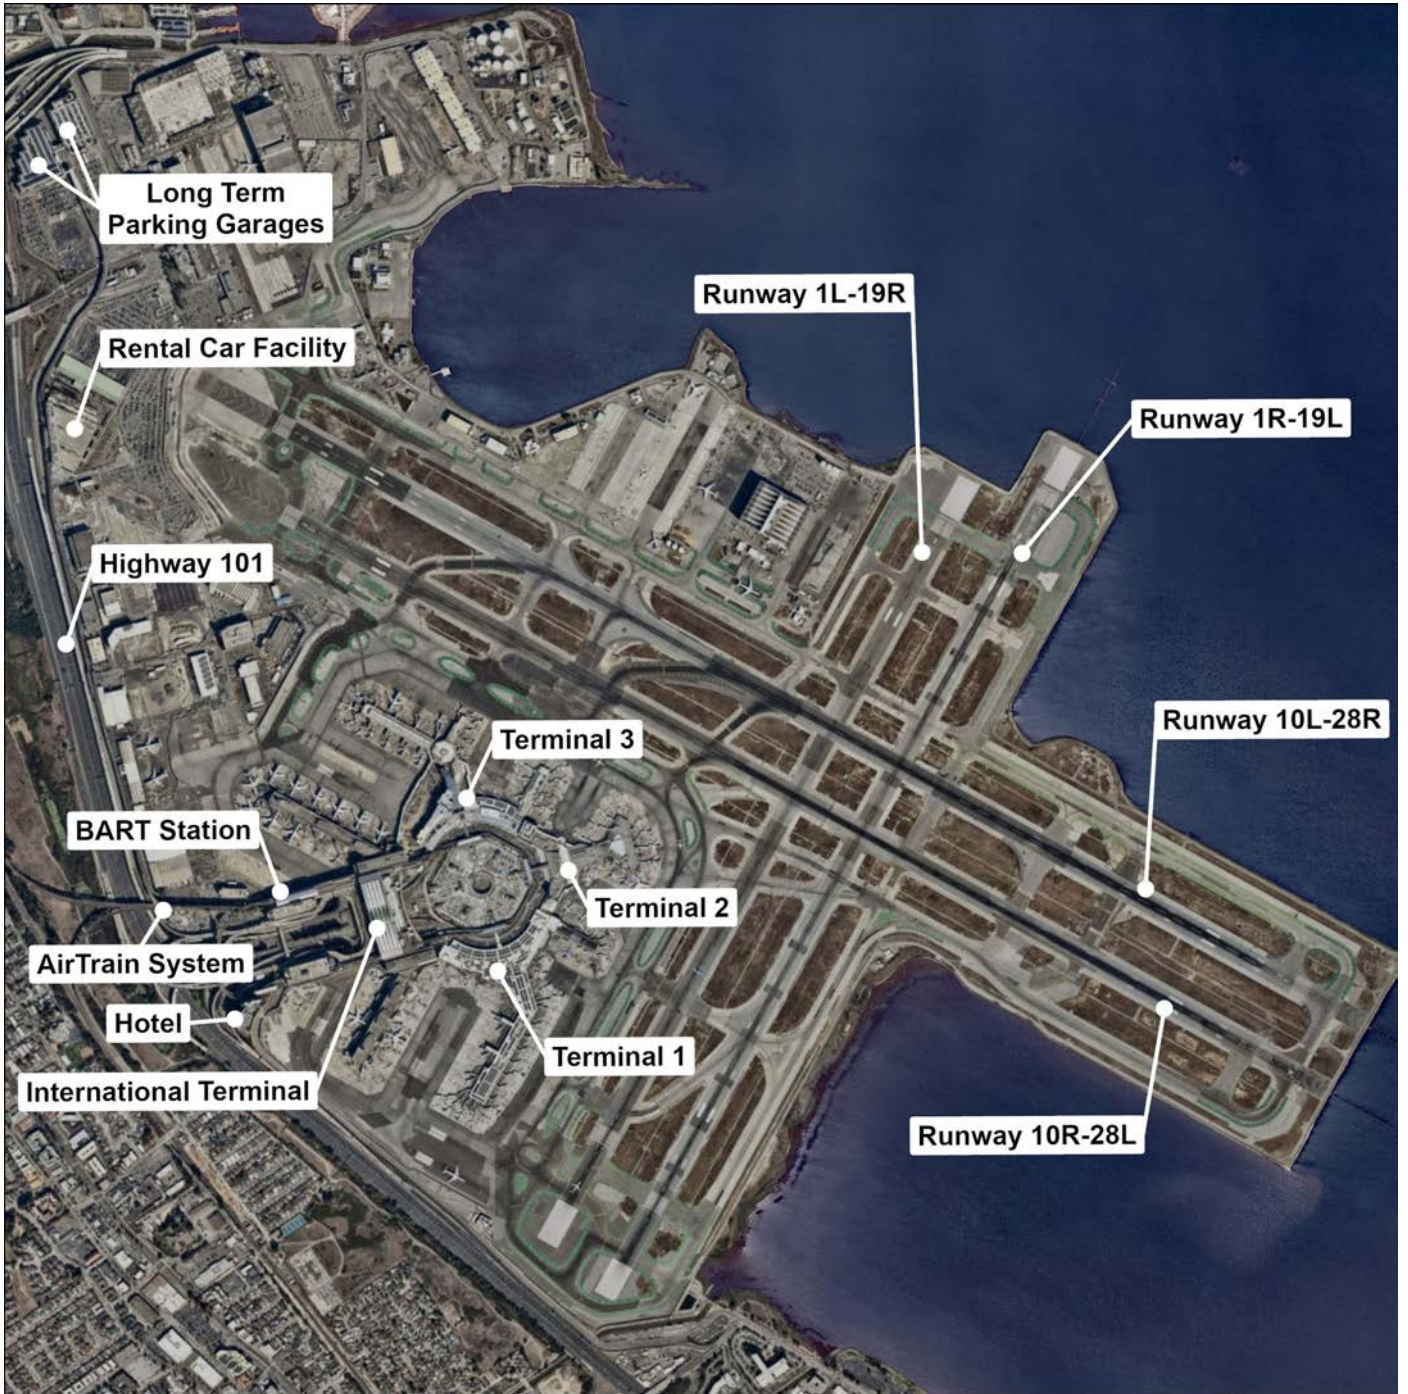 Long Term
Parking Garages
Runway 1L-19R
Rental Car Facility
Runway 1R-19L
Highway 101
Runway 10L-28R
Terminal 3
BART Station
Terminal 2
AirTrain System
Hotel
Terminal 1
International Terminal
Runway 10R-28L